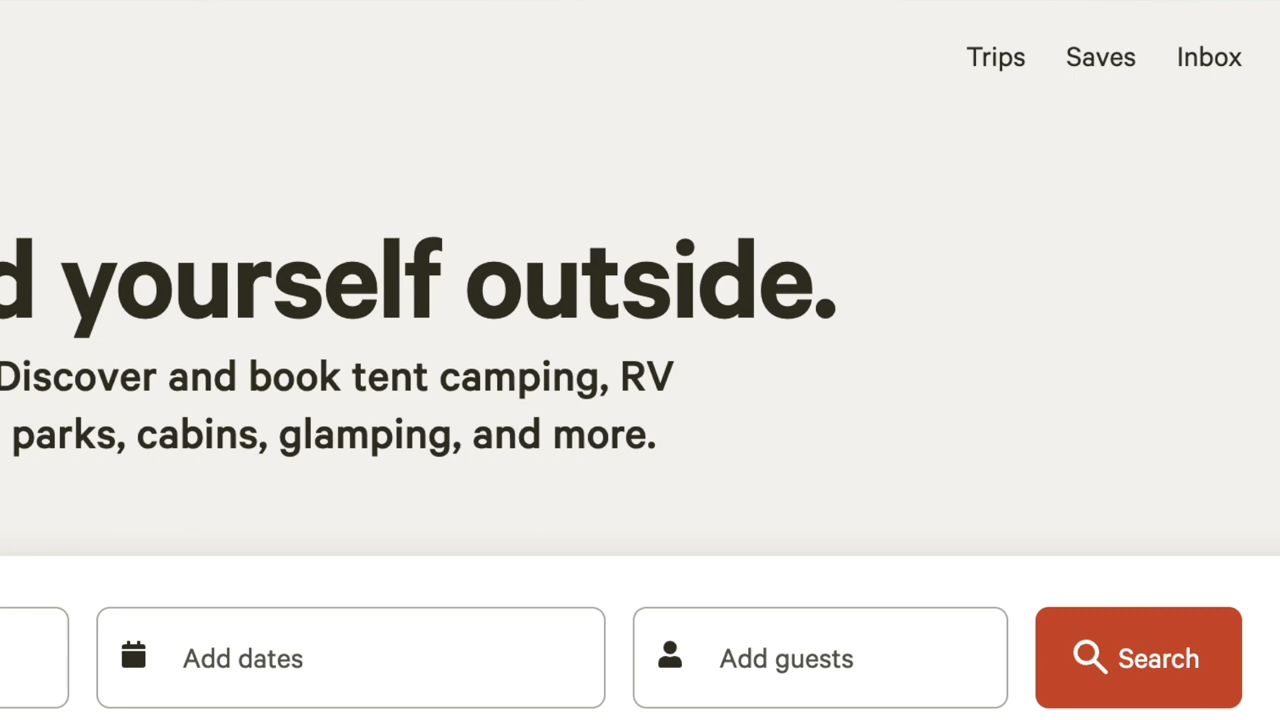 Trips Saves Inbox
d yourself outside.
Discover and book tent camping, RV
parks, cabins, glamping, and more.
Add dates Add guests Search